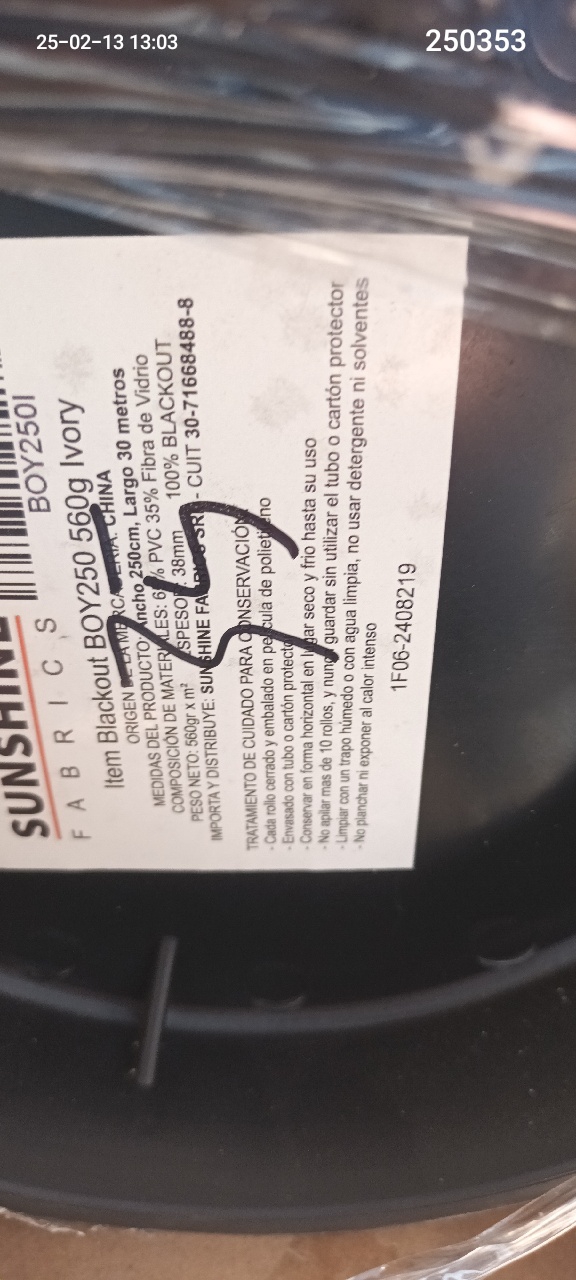 25-02-13 13:03
250353
SUNSHINE
FABRICS
BOY250I
Item Blackout BOY250 560g Ivory
ORIGEN DE LA MERCADERIA: CHINA
MEDIDAS DEL PRODUCTO: Ancho 250cm, Largo 30 metros
COMPOSICIÓN DE MATERIALES: 65% PVC 35% Fibra de Vidrio
PESO NETO: 560gr x m² ESPESOR: 38mm 100% BLACKOUT
IMPORTA Y DISTRIBUYE: SUNSHINE FABRICS SRL - CUIT 30-71668488-8
TRATAMIENTO DE CUIDADO PARA CONSERVACIÓN
- Cada rollo cerrado y embalado en película de polietileno
- Envasado con tubo o cartón protector
- Conservar en forma horizontal en lugar seco y frio hasta su uso
- No apilar mas de 10 rollos, y nunca guardar sin utilizar el tubo o cartón protector
- Limpiar con un trapo húmedo o con agua limpia, no usar detergente ni solventes
- No planchar ni exponer al calor intenso
1F06-2408219